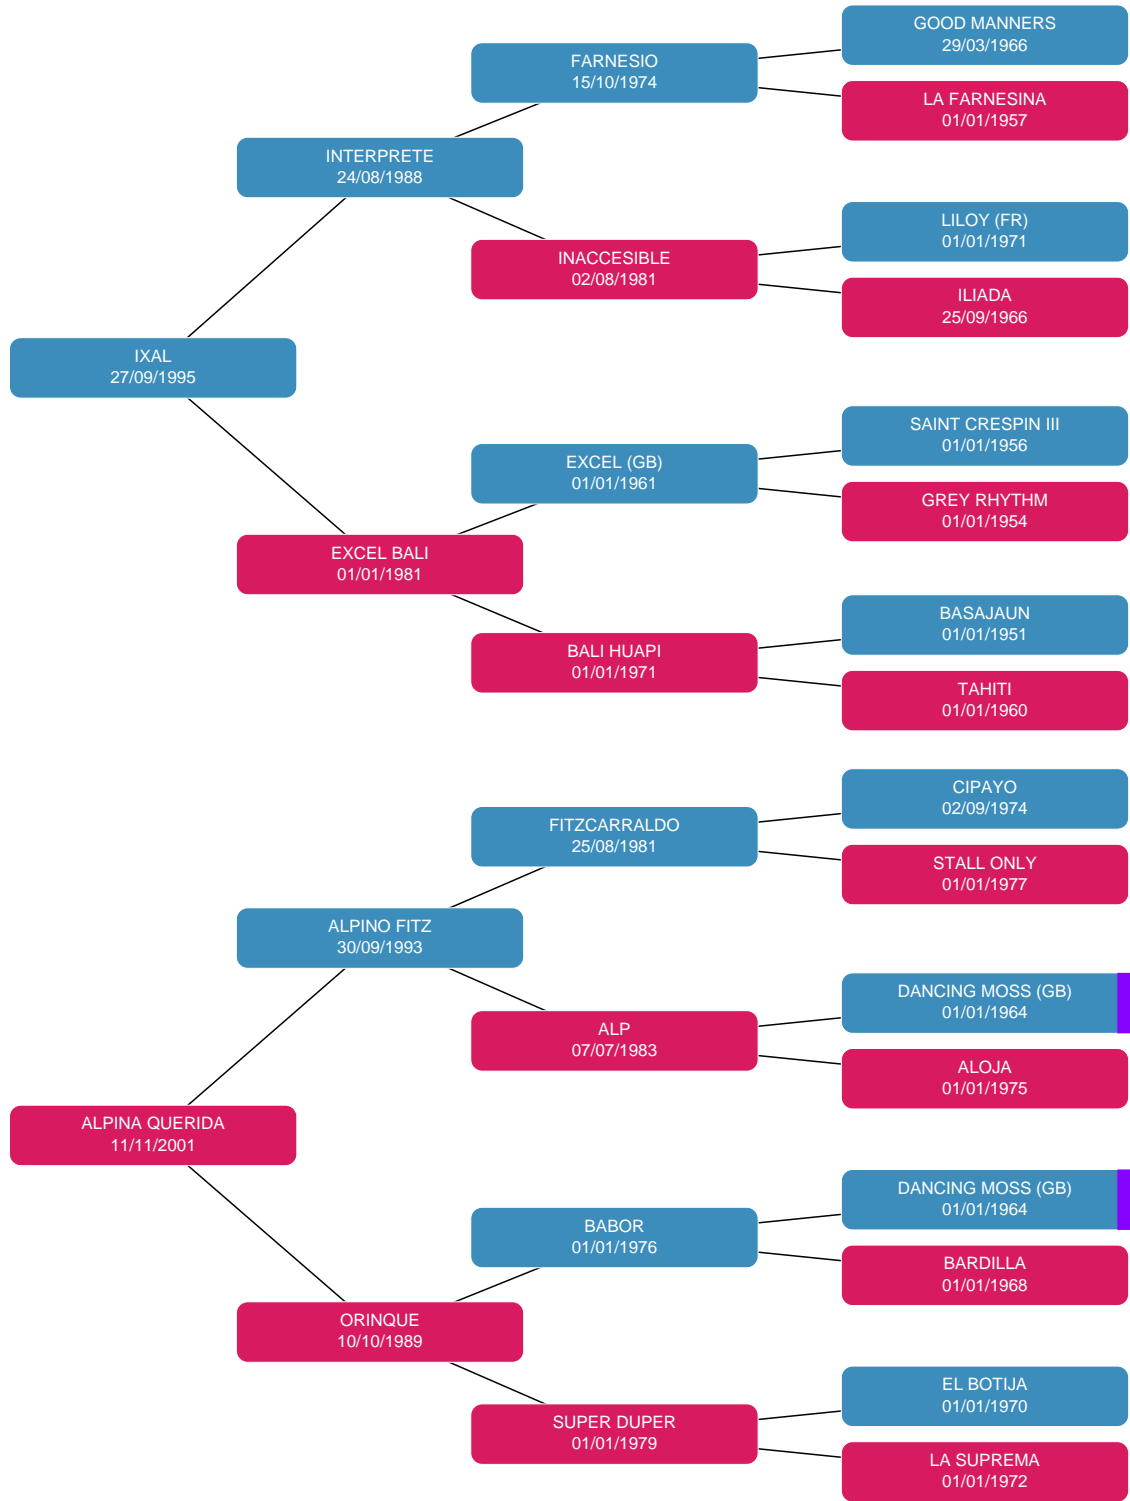 GOOD MANNERS
29/03/1966
FARNESIO
15/10/1974
LA FARNESINA
01/01/1957
INTERPRETE
24/08/1988
LILOY (FR)
01/01/1971
INACCESIBLE
02/08/1981
ILIADA
25/09/1966
IXAL
27/09/1995
SAINT CRESPIN III
01/01/1956
EXCEL (GB)
01/01/1961
GREY RHYTHM
01/01/1954
EXCEL BALI
01/01/1981
BASAJAUN
01/01/1951
BALI HUAPI
01/01/1971
TAHITI
01/01/1960
CIPAYO
02/09/1974
FITZCARRALDO
25/08/1981
STALL ONLY
01/01/1977
ALPINO FITZ
30/09/1993
DANCING MOSS (GB)
01/01/1964
ALP
07/07/1983
ALOJA
01/01/1975
ALPINA QUERIDA
11/11/2001
DANCING MOSS (GB)
01/01/1964
BABOR
01/01/1976
BARDILLA
01/01/1968
ORINQUE
10/10/1989
EL BOTIJA
01/01/1970
SUPER DUPER
01/01/1979
LA SUPREMA
01/01/1972